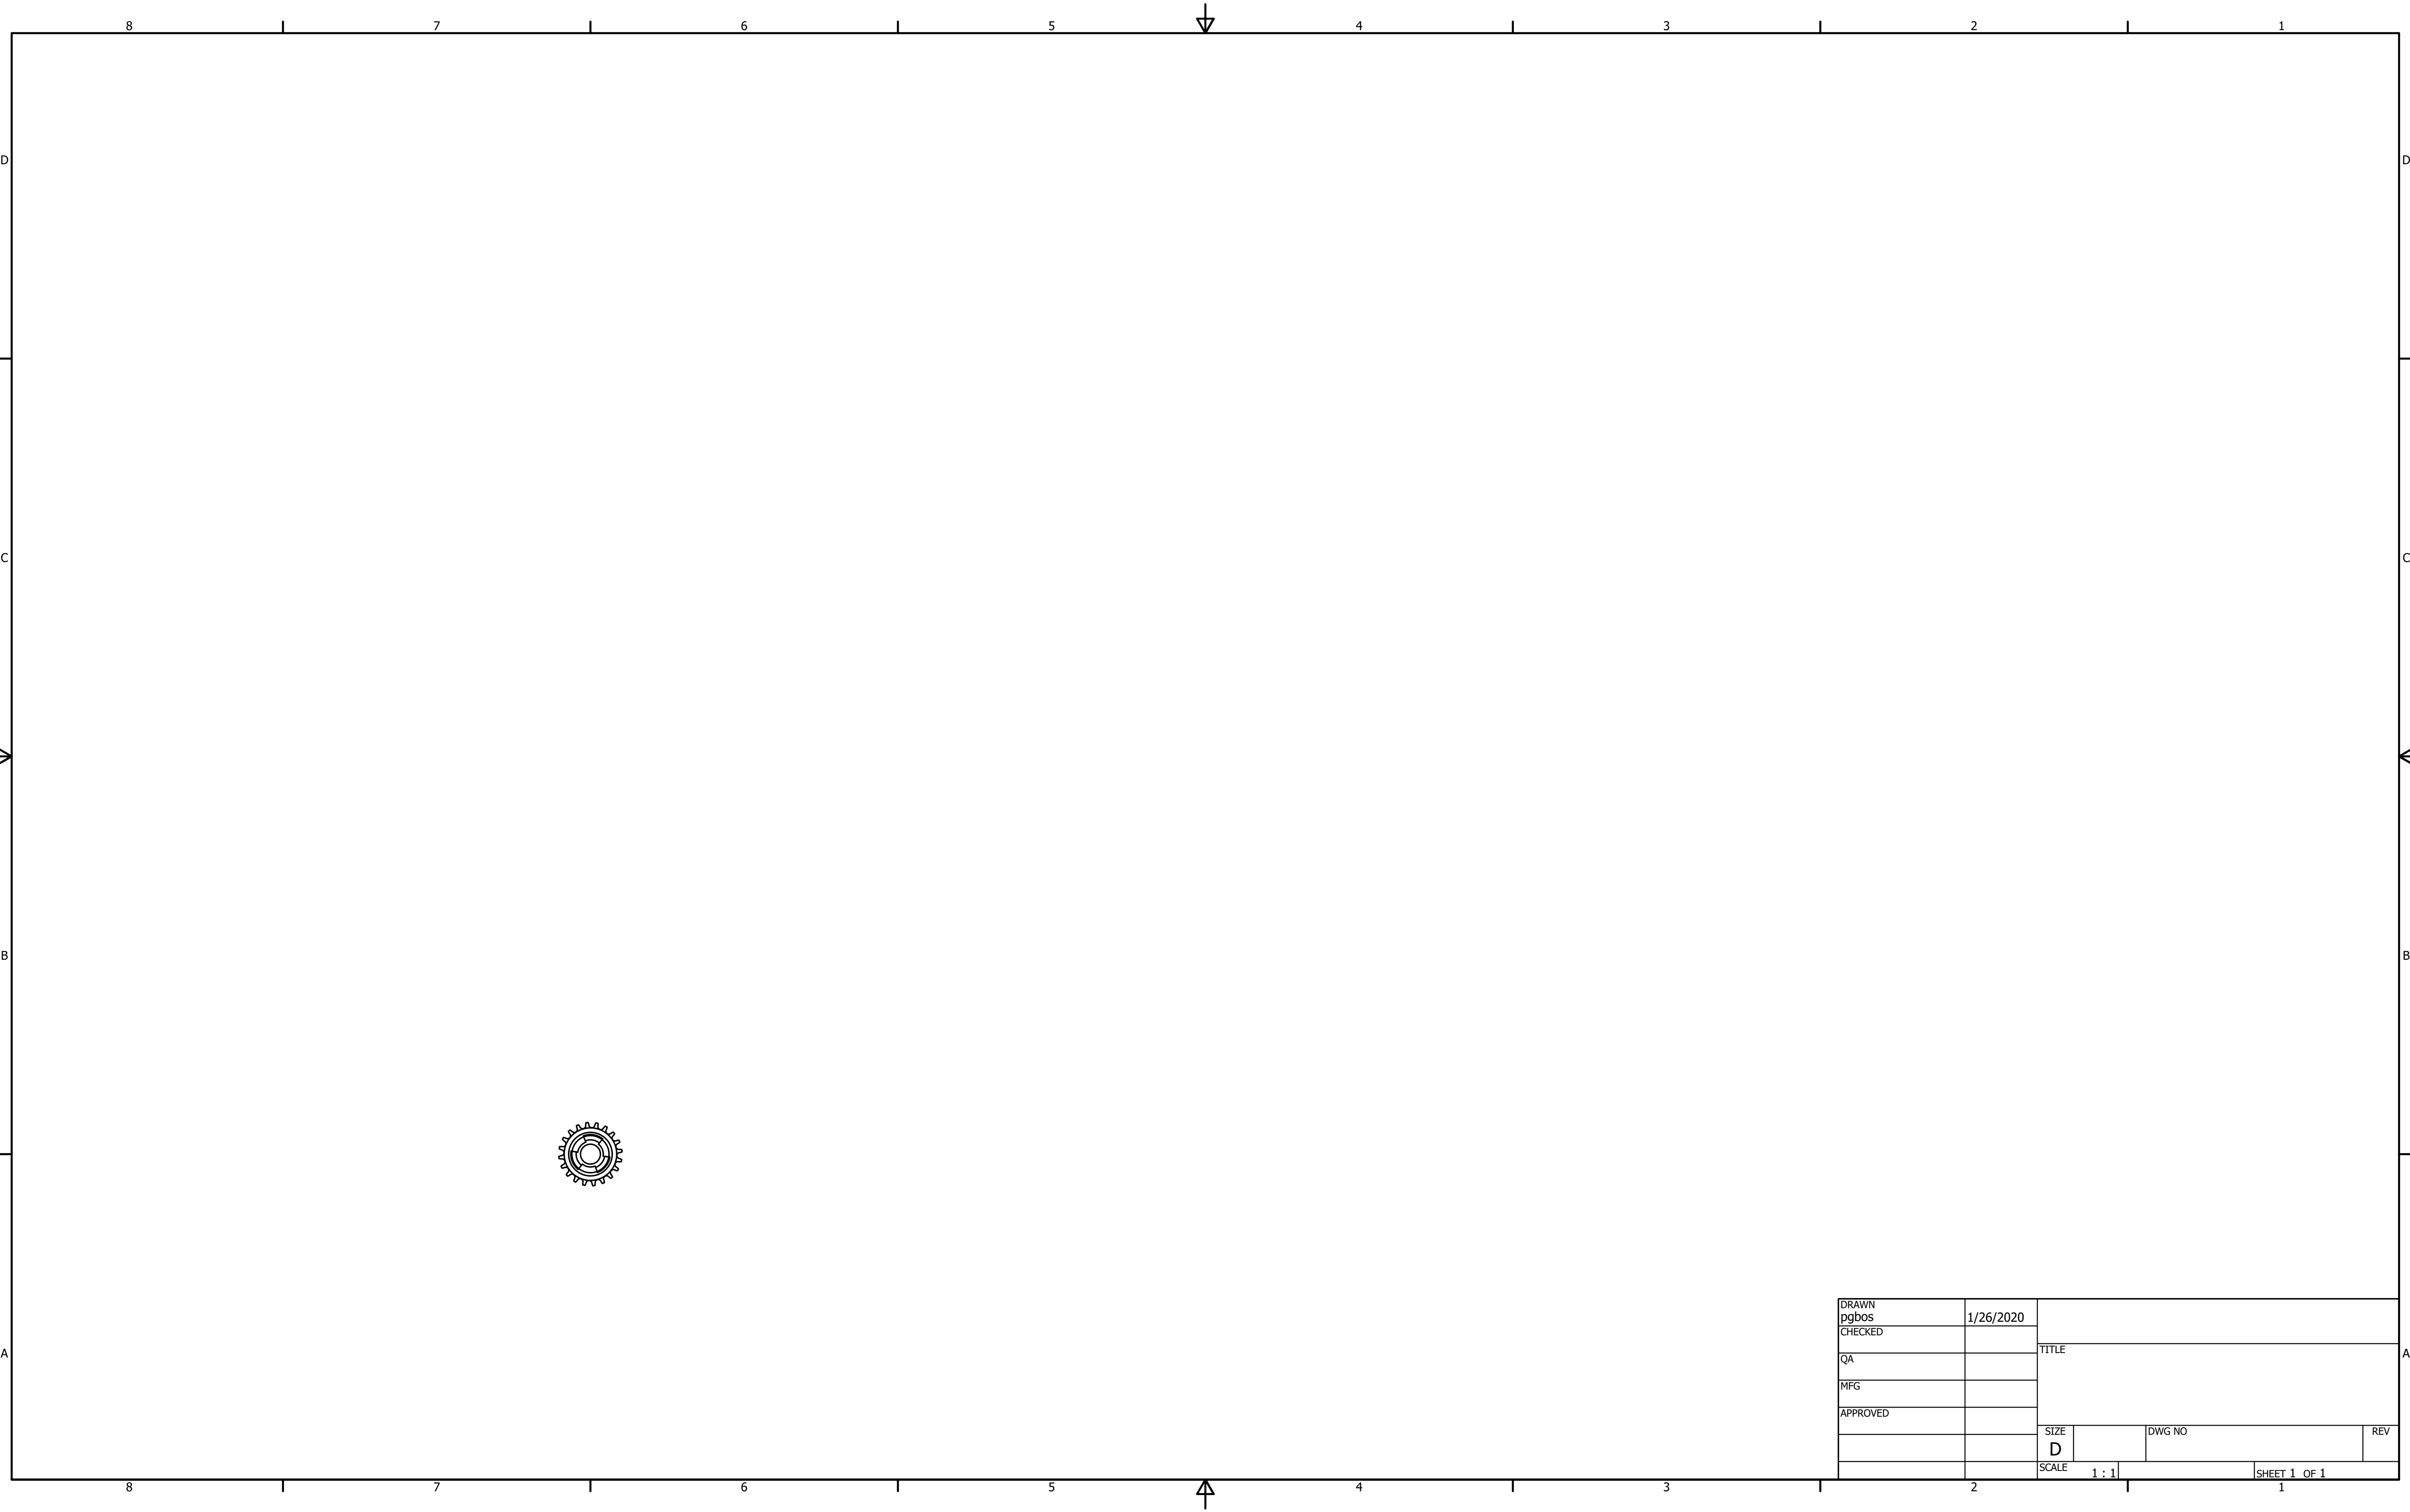 8 7 6 5 4 3 2 1
D D
C C
B B
A A
DRAWN
pgbos 1/26/2020
CHECKED
QA
MFG
APPROVED
TITLE
SIZE DWG NO REV
D
SCALE 1 : 1 SHEET 1 OF 1
8 7 6 5 4 3 2 1